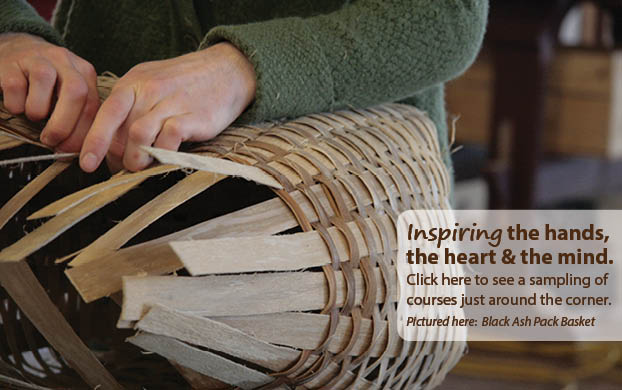 Inspiring the hands,
the heart & the mind.
Click here to see a sampling of
courses just around the corner.
Pictured here: Black Ash Pack Basket